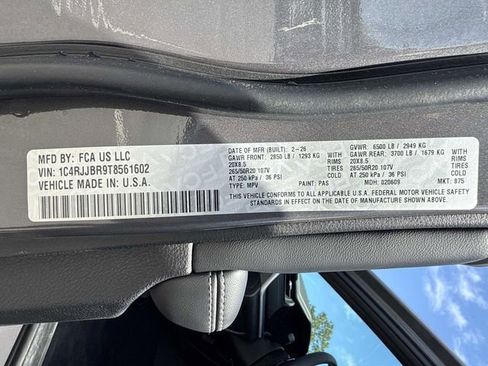 MFD BY: FCA US LLC
VIN: 1C4RJJBR9T8561602
VEHICLE MADE IN: U.S.A.
DATE OF MFR (BUILT): 2-26
GAWR FRONT: 2850 LB / 1293 KG
20X8.5
265/50R20 107V TIRES
AT 250 kPa / 36 PSI COLD
TYPE: MPV PAINT: PAS
GVWR: 6500 LB / 2949 KG
GAWR REAR: 3700 LB / 1679 KG
20X8.5
265/50R20 107V TIRES
AT 250 kPa / 36 PSI COLD
MDH: 020609 MKT: 875
THIS VEHICLE CONFORMS TO ALL APPLICABLE U.S.A. FEDERAL MOTOR VEHICLE SAFETY
STANDARDS IN EFFECT ON THE DATE OF MANUFACTURE SHOWN ABOVE.